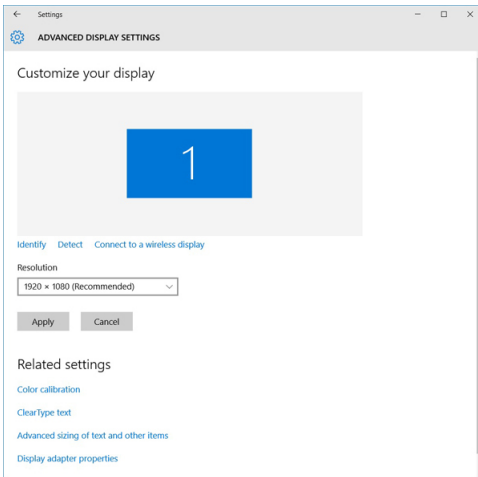 Settings
ADVANCED DISPLAY SETTINGS
Customize your display
1
Identify Detect Connect to a wireless display
Resolution
1920 × 1080 (Recommended)
Apply Cancel
Related settings
Color calibration
ClearType text
Advanced sizing of text and other items
Display adapter properties